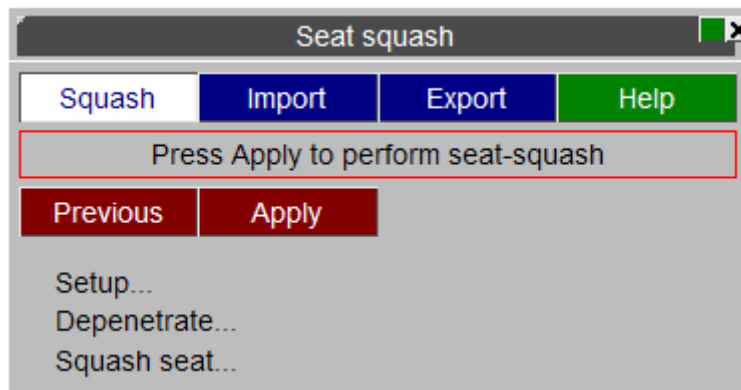 Seat squash
Squash Import Export Help
Press Apply to perform seat-squash
Previous Apply
Setup...
Depenetrate...
Squash seat...